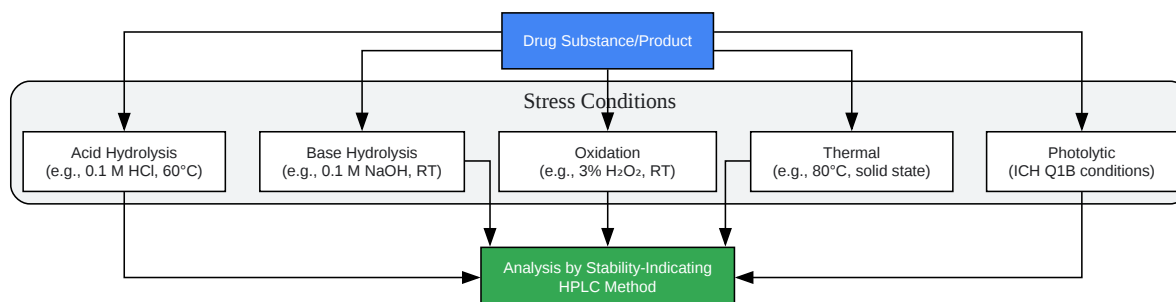 Drug Substance/Product
Stress Conditions
Acid Hydrolysis
(e.g., 0.1 M HCl, 60°C)
Base Hydrolysis
(e.g., 0.1 M NaOH, RT)
Oxidation
(e.g., 3% H₂O₂, RT)
Thermal
(e.g., 80°C, solid state)
Photolytic
(ICH Q1B conditions)
Analysis by Stability-Indicating
HPLC Method